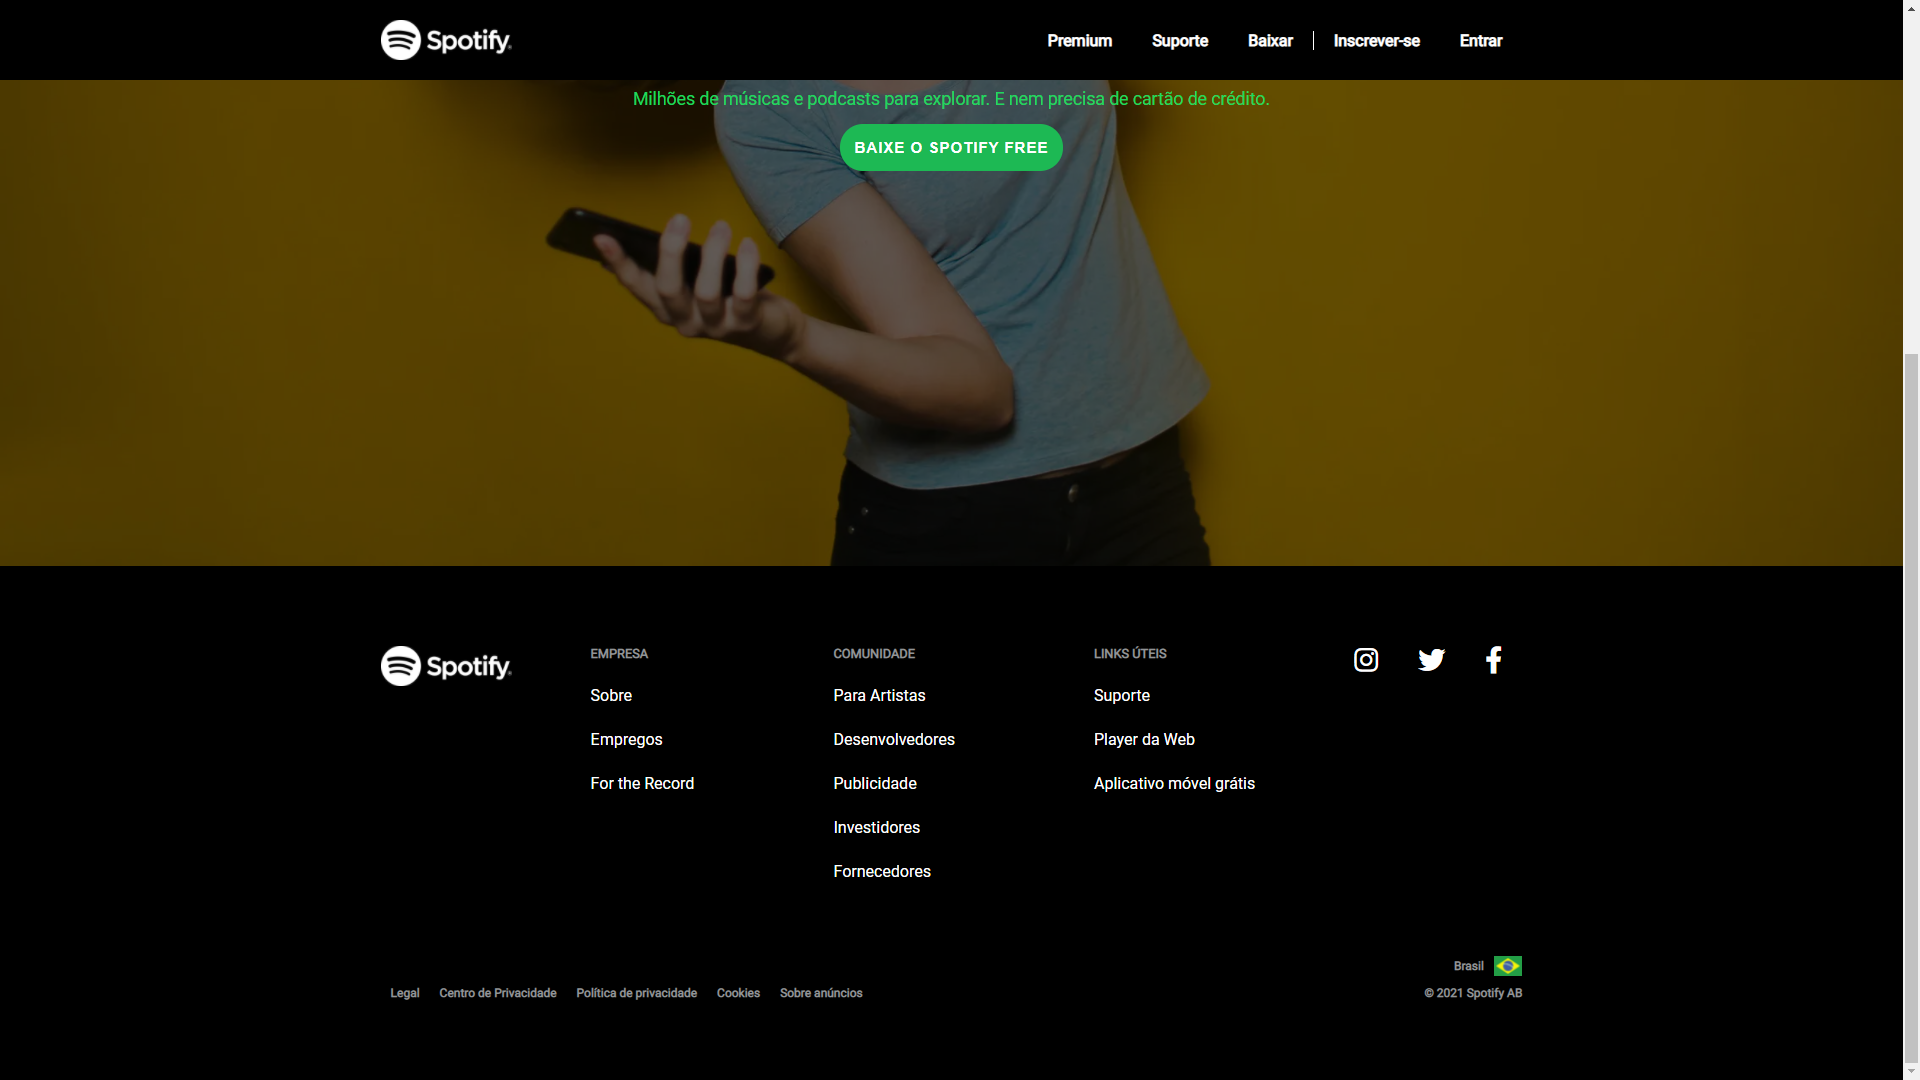 Spotify
Premium Suporte Baixar Inscrever-se Entrar
Milhões de músicas e podcasts para explorar. E nem precisa de cartão de crédito.
BAIXE O SPOTIFY FREE
Spotify
EMPRESA
Sobre
Empregos
For the Record
COMUNIDADE
Para Artistas
Desenvolvedores
Publicidade
Investidores
Fornecedores
LINKS ÚTEIS
Suporte
Player da Web
Aplicativo móvel grátis
Brasil
Legal Centro de Privacidade Política de privacidade Cookies Sobre anúncios
© 2021 Spotify AB